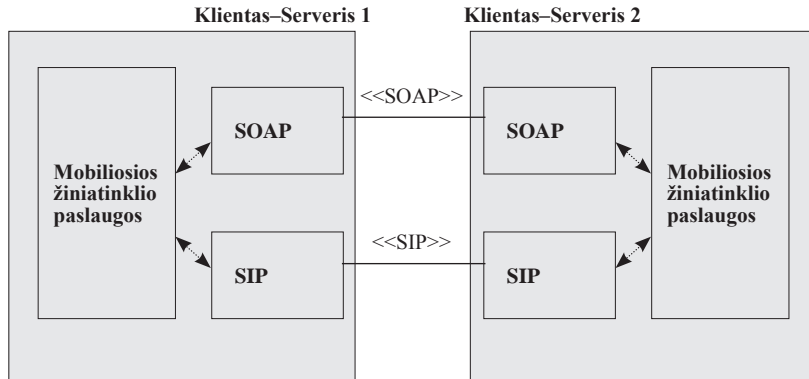 Klientas–Serveris 1
Klientas–Serveris 2
<<SOAP>>
SOAP
SOAP
Mobiliosios
žiniatinklio
paslaugos
Mobiliosios
žiniatinklio
paslaugos
<<SIP>>
SIP
SIP